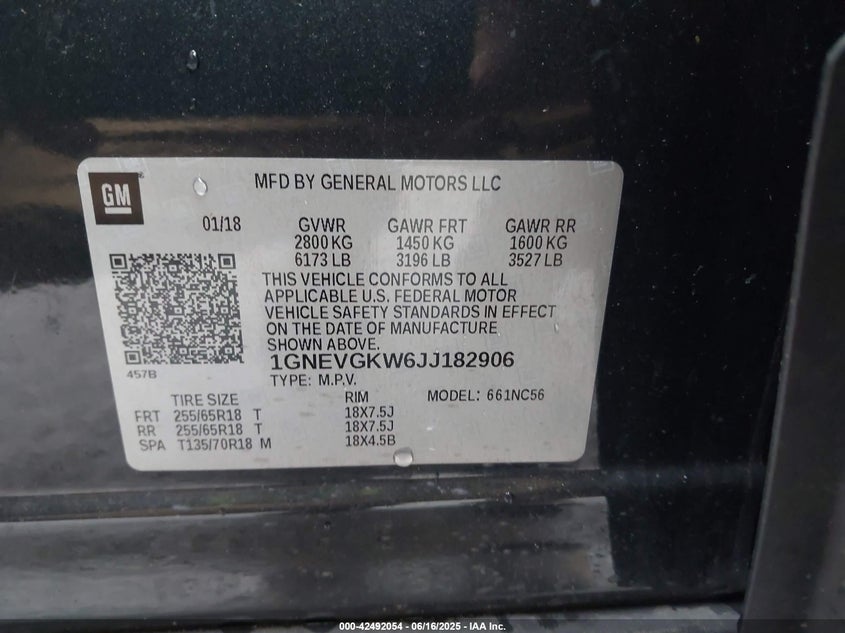 GM
MFD BY GENERAL MOTORS LLC
01/18 GVWR GAWR FRT GAWR RR
2800 KG 1450 KG 1600 KG
6173 LB 3196 LB 3527 LB
THIS VEHICLE CONFORMS TO ALL
APPLICABLE U.S. FEDERAL MOTOR
VEHICLE SAFETY STANDARDS IN EFFECT
ON THE DATE OF MANUFACTURE
SHOWN ABOVE.
1GNEVGKW6JJ182906
457B
TYPE: M.P.V.
TIRE SIZE RIM MODEL: 661NC56
FRT 255/65R18 T 18X7.5J
RR 255/65R18 T 18X7.5J
SPA T135/70R18 M 18X4.5B
000-42492054 - 06/16/2025 - IAA Inc.